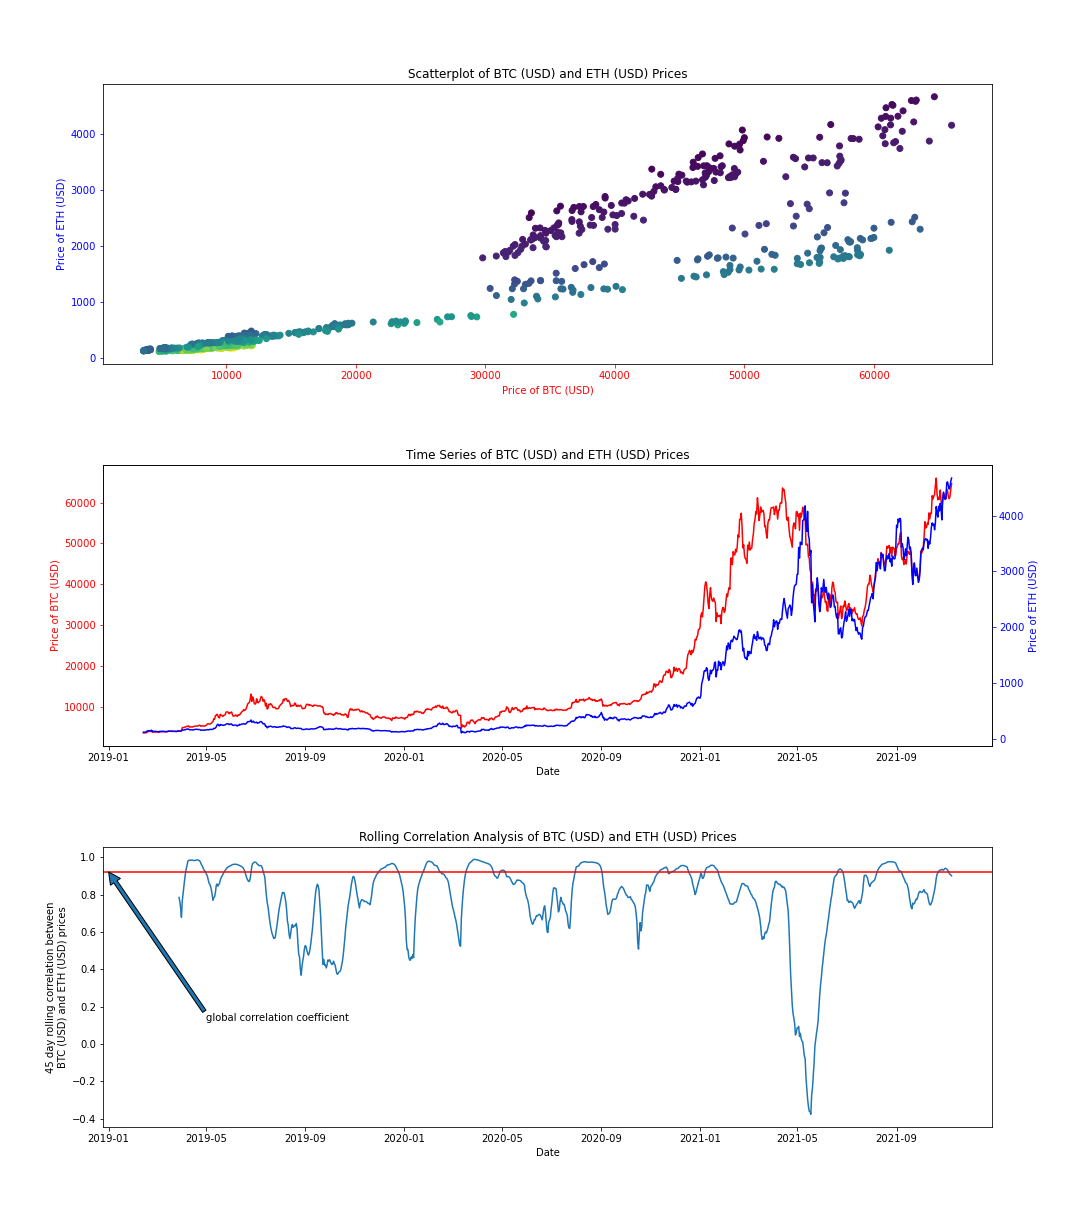 Scatterplot of BTC (USD) and ETH (USD) Prices
Price of ETH (USD)
4000
3000
2000
1000
0
10000 20000 30000 40000 50000 60000
Price of BTC (USD)
Time Series of BTC (USD) and ETH (USD) Prices
Price of BTC (USD)
60000
50000
40000
30000
20000
10000
4000
3000
2000
1000
0
Price of ETH (USD)
2019-01 2019-05 2019-09 2020-01 2020-05 2020-09 2021-01 2021-05 2021-09
Date
Rolling Correlation Analysis of BTC (USD) and ETH (USD) Prices
45 day rolling correlation between
BTC (USD) and ETH (USD) prices
1.0
0.8
0.6
0.4
0.2
0.0
−0.2
−0.4
global correlation coefficient
2019-01 2019-05 2019-09 2020-01 2020-05 2020-09 2021-01 2021-05 2021-09
Date